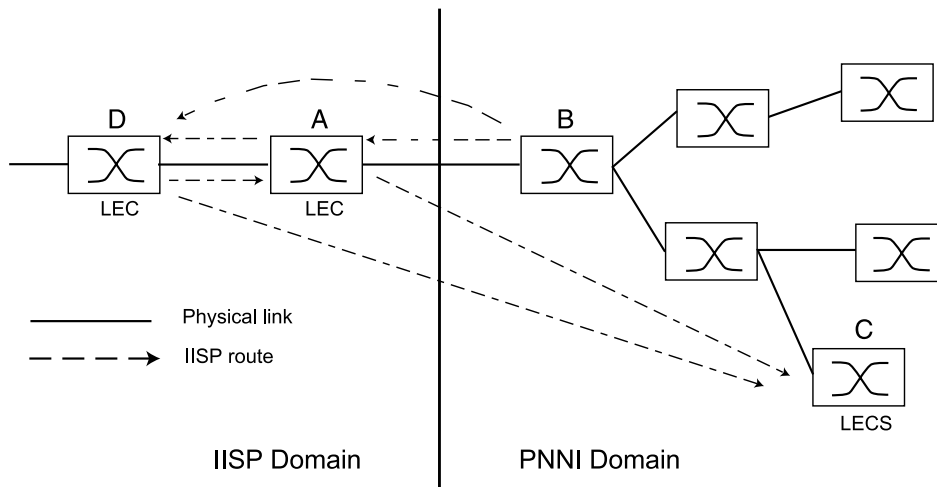 D
A
B
LEC
LEC
C
LECS
Physical link
IISP route
IISP Domain
PNNI Domain